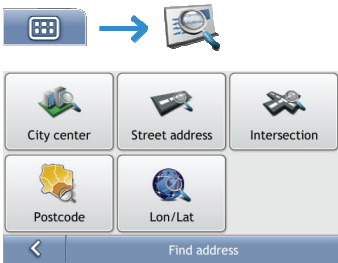 City center
Street address
Intersection
Postcode
Lon/Lat
Find address